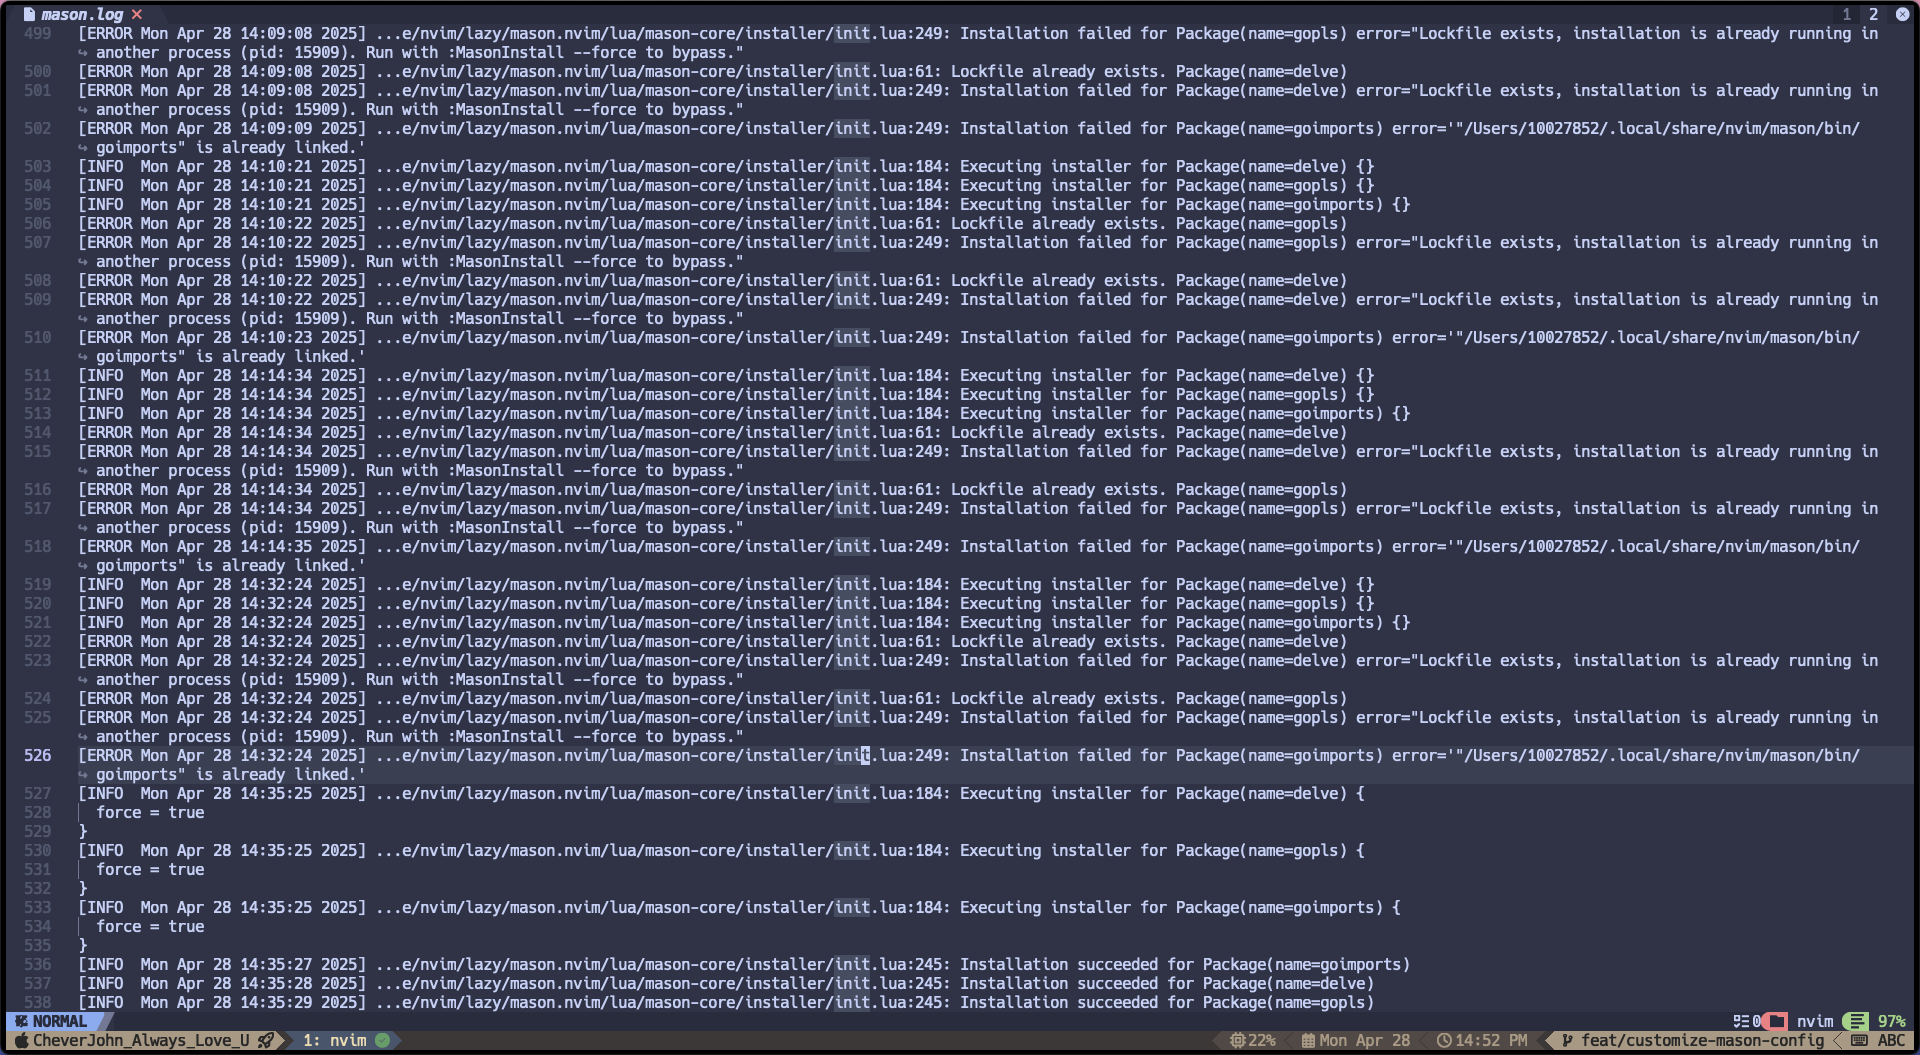 mason.log ✕ 1 2
499 [ERROR Mon Apr 28 14:09:08 2025] ...e/nvim/lazy/mason.nvim/lua/mason-core/installer/init.lua:249: Installation failed for Package(name=gopls) error="Lockfile exists, installation is already running in
↪ another process (pid: 15909). Run with :MasonInstall --force to bypass."
500 [ERROR Mon Apr 28 14:09:08 2025] ...e/nvim/lazy/mason.nvim/lua/mason-core/installer/init.lua:61: Lockfile already exists. Package(name=delve)
501 [ERROR Mon Apr 28 14:09:08 2025] ...e/nvim/lazy/mason.nvim/lua/mason-core/installer/init.lua:249: Installation failed for Package(name=delve) error="Lockfile exists, installation is already running in
↪ another process (pid: 15909). Run with :MasonInstall --force to bypass."
502 [ERROR Mon Apr 28 14:09:09 2025] ...e/nvim/lazy/mason.nvim/lua/mason-core/installer/init.lua:249: Installation failed for Package(name=goimports) error='"/Users/10027852/.local/share/nvim/mason/bin/
↪ goimports" is already linked.'
503 [INFO  Mon Apr 28 14:10:21 2025] ...e/nvim/lazy/mason.nvim/lua/mason-core/installer/init.lua:184: Executing installer for Package(name=delve) {}
504 [INFO  Mon Apr 28 14:10:21 2025] ...e/nvim/lazy/mason.nvim/lua/mason-core/installer/init.lua:184: Executing installer for Package(name=gopls) {}
505 [INFO  Mon Apr 28 14:10:21 2025] ...e/nvim/lazy/mason.nvim/lua/mason-core/installer/init.lua:184: Executing installer for Package(name=goimports) {}
506 [ERROR Mon Apr 28 14:10:22 2025] ...e/nvim/lazy/mason.nvim/lua/mason-core/installer/init.lua:61: Lockfile already exists. Package(name=gopls)
507 [ERROR Mon Apr 28 14:10:22 2025] ...e/nvim/lazy/mason.nvim/lua/mason-core/installer/init.lua:249: Installation failed for Package(name=gopls) error="Lockfile exists, installation is already running in
↪ another process (pid: 15909). Run with :MasonInstall --force to bypass."
508 [ERROR Mon Apr 28 14:10:22 2025] ...e/nvim/lazy/mason.nvim/lua/mason-core/installer/init.lua:61: Lockfile already exists. Package(name=delve)
509 [ERROR Mon Apr 28 14:10:22 2025] ...e/nvim/lazy/mason.nvim/lua/mason-core/installer/init.lua:249: Installation failed for Package(name=delve) error="Lockfile exists, installation is already running in
↪ another process (pid: 15909). Run with :MasonInstall --force to bypass."
510 [ERROR Mon Apr 28 14:10:23 2025] ...e/nvim/lazy/mason.nvim/lua/mason-core/installer/init.lua:249: Installation failed for Package(name=goimports) error='"/Users/10027852/.local/share/nvim/mason/bin/
↪ goimports" is already linked.'
511 [INFO  Mon Apr 28 14:14:34 2025] ...e/nvim/lazy/mason.nvim/lua/mason-core/installer/init.lua:184: Executing installer for Package(name=delve) {}
512 [INFO  Mon Apr 28 14:14:34 2025] ...e/nvim/lazy/mason.nvim/lua/mason-core/installer/init.lua:184: Executing installer for Package(name=gopls) {}
513 [INFO  Mon Apr 28 14:14:34 2025] ...e/nvim/lazy/mason.nvim/lua/mason-core/installer/init.lua:184: Executing installer for Package(name=goimports) {}
514 [ERROR Mon Apr 28 14:14:34 2025] ...e/nvim/lazy/mason.nvim/lua/mason-core/installer/init.lua:61: Lockfile already exists. Package(name=delve)
515 [ERROR Mon Apr 28 14:14:34 2025] ...e/nvim/lazy/mason.nvim/lua/mason-core/installer/init.lua:249: Installation failed for Package(name=delve) error="Lockfile exists, installation is already running in
↪ another process (pid: 15909). Run with :MasonInstall --force to bypass."
516 [ERROR Mon Apr 28 14:14:34 2025] ...e/nvim/lazy/mason.nvim/lua/mason-core/installer/init.lua:61: Lockfile already exists. Package(name=gopls)
517 [ERROR Mon Apr 28 14:14:34 2025] ...e/nvim/lazy/mason.nvim/lua/mason-core/installer/init.lua:249: Installation failed for Package(name=gopls) error="Lockfile exists, installation is already running in
↪ another process (pid: 15909). Run with :MasonInstall --force to bypass."
518 [ERROR Mon Apr 28 14:14:35 2025] ...e/nvim/lazy/mason.nvim/lua/mason-core/installer/init.lua:249: Installation failed for Package(name=goimports) error='"/Users/10027852/.local/share/nvim/mason/bin/
↪ goimports" is already linked.'
519 [INFO  Mon Apr 28 14:32:24 2025] ...e/nvim/lazy/mason.nvim/lua/mason-core/installer/init.lua:184: Executing installer for Package(name=delve) {}
520 [INFO  Mon Apr 28 14:32:24 2025] ...e/nvim/lazy/mason.nvim/lua/mason-core/installer/init.lua:184: Executing installer for Package(name=gopls) {}
521 [INFO  Mon Apr 28 14:32:24 2025] ...e/nvim/lazy/mason.nvim/lua/mason-core/installer/init.lua:184: Executing installer for Package(name=goimports) {}
522 [ERROR Mon Apr 28 14:32:24 2025] ...e/nvim/lazy/mason.nvim/lua/mason-core/installer/init.lua:61: Lockfile already exists. Package(name=delve)
523 [ERROR Mon Apr 28 14:32:24 2025] ...e/nvim/lazy/mason.nvim/lua/mason-core/installer/init.lua:249: Installation failed for Package(name=delve) error="Lockfile exists, installation is already running in
↪ another process (pid: 15909). Run with :MasonInstall --force to bypass."
524 [ERROR Mon Apr 28 14:32:24 2025] ...e/nvim/lazy/mason.nvim/lua/mason-core/installer/init.lua:61: Lockfile already exists. Package(name=gopls)
525 [ERROR Mon Apr 28 14:32:24 2025] ...e/nvim/lazy/mason.nvim/lua/mason-core/installer/init.lua:249: Installation failed for Package(name=gopls) error="Lockfile exists, installation is already running in
↪ another process (pid: 15909). Run with :MasonInstall --force to bypass."
526 [ERROR Mon Apr 28 14:32:24 2025] ...e/nvim/lazy/mason.nvim/lua/mason-core/installer/init.lua:249: Installation failed for Package(name=goimports) error='"/Users/10027852/.local/share/nvim/mason/bin/
↪ goimports" is already linked.'
527 [INFO  Mon Apr 28 14:35:25 2025] ...e/nvim/lazy/mason.nvim/lua/mason-core/installer/init.lua:184: Executing installer for Package(name=delve) {
528   force = true
529 }
530 [INFO  Mon Apr 28 14:35:25 2025] ...e/nvim/lazy/mason.nvim/lua/mason-core/installer/init.lua:184: Executing installer for Package(name=gopls) {
531   force = true
532 }
533 [INFO  Mon Apr 28 14:35:25 2025] ...e/nvim/lazy/mason.nvim/lua/mason-core/installer/init.lua:184: Executing installer for Package(name=goimports) {
534   force = true
535 }
536 [INFO  Mon Apr 28 14:35:27 2025] ...e/nvim/lazy/mason.nvim/lua/mason-core/installer/init.lua:245: Installation succeeded for Package(name=goimports)
537 [INFO  Mon Apr 28 14:35:28 2025] ...e/nvim/lazy/mason.nvim/lua/mason-core/installer/init.lua:245: Installation succeeded for Package(name=delve)
538 [INFO  Mon Apr 28 14:35:29 2025] ...e/nvim/lazy/mason.nvim/lua/mason-core/installer/init.lua:245: Installation succeeded for Package(name=gopls)
NORMAL 0 nvim 97%
CheverJohn_Always_Love_U 1: nvim 22% Mon Apr 28 14:52 PM feat/customize-mason-config ABC